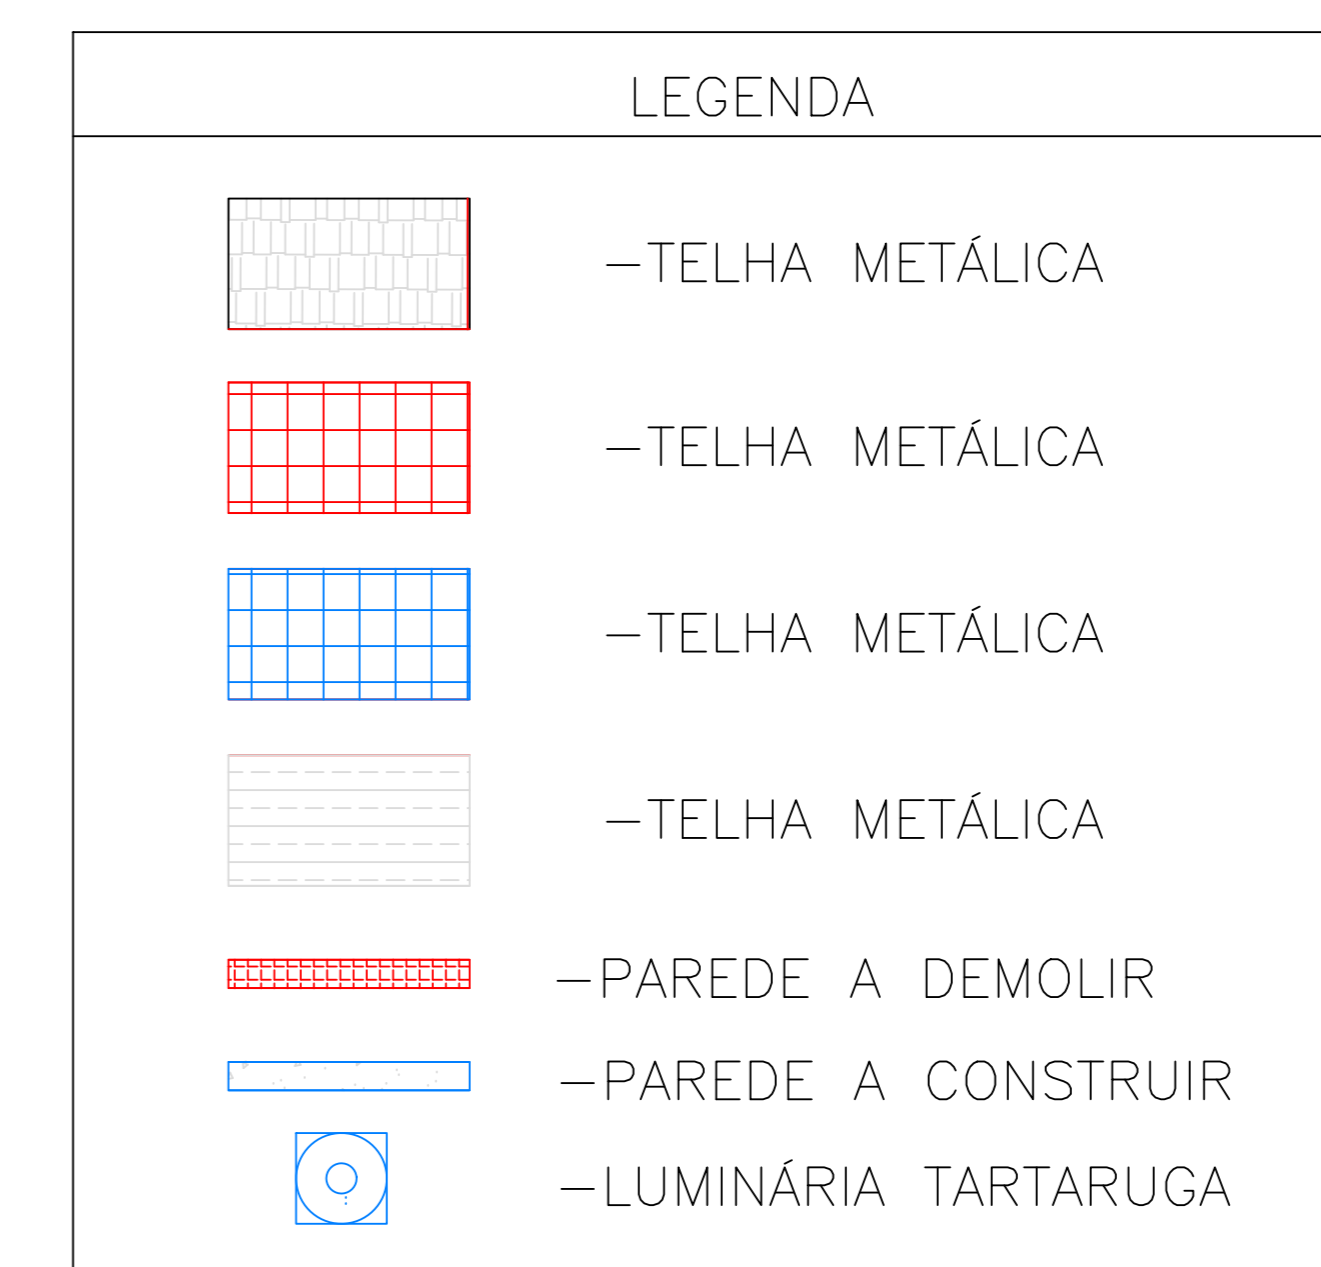 LEGENDA
-TELHA METÁLICA
-TELHA METÁLICA
-TELHA METÁLICA
-TELHA METÁLICA
-PAREDE A DEMOLIR
-PAREDE A CONSTRUIR
-LUMINÁRIA TARTARUGA